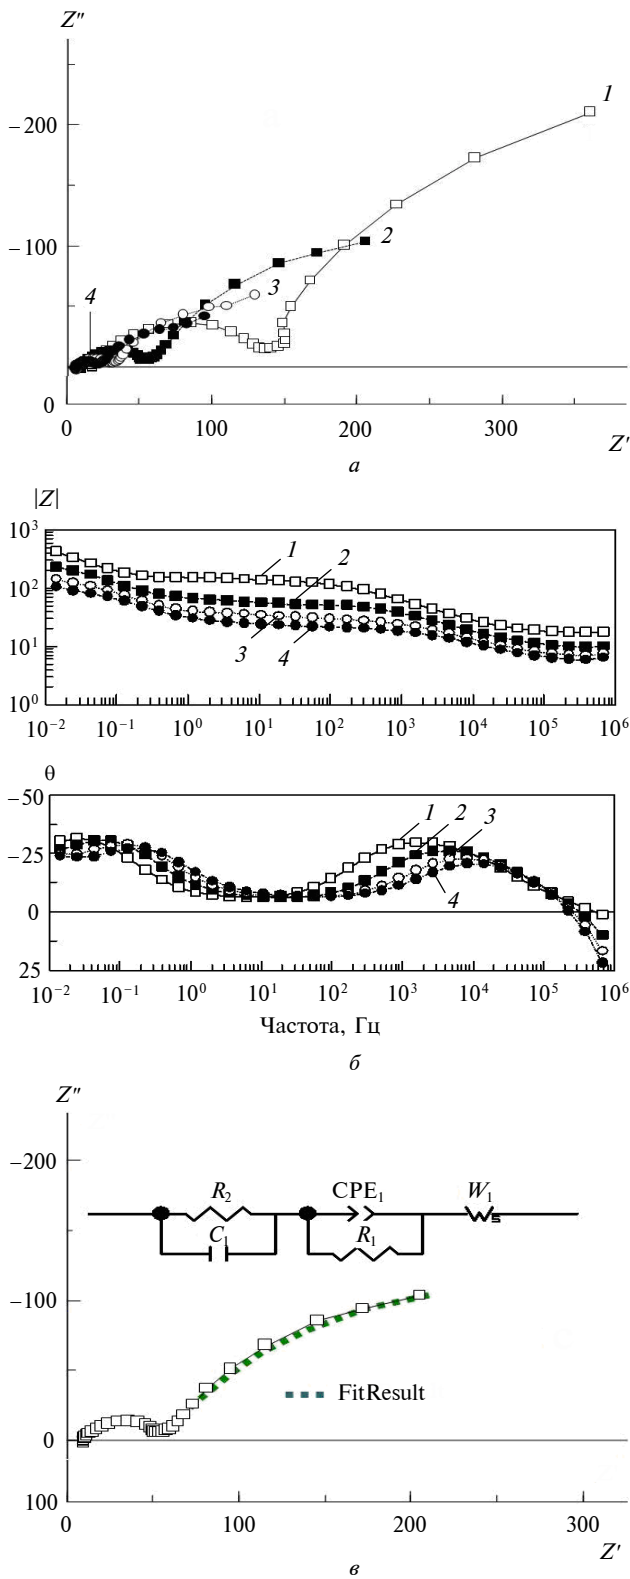 Z″
−200
−100
0
1
2
3
4
0 100 200 300 Z′
а
|Z|
10³
10²
10¹
10⁰
1
2
3
4
10⁻² 10⁻¹ 10⁰ 10¹ 10² 10³ 10⁴ 10⁵ 10⁶
θ
−50
−25
0
25
1 2 3
4
10⁻² 10⁻¹ 10⁰ 10¹ 10² 10³ 10⁴ 10⁵ 10⁶
Частота, Гц
б
Z″
−200
R₂ CPE₁ W₁
C₁ R₁ s
−100
FitResult
0
100
0 100 200 300
Z′
в